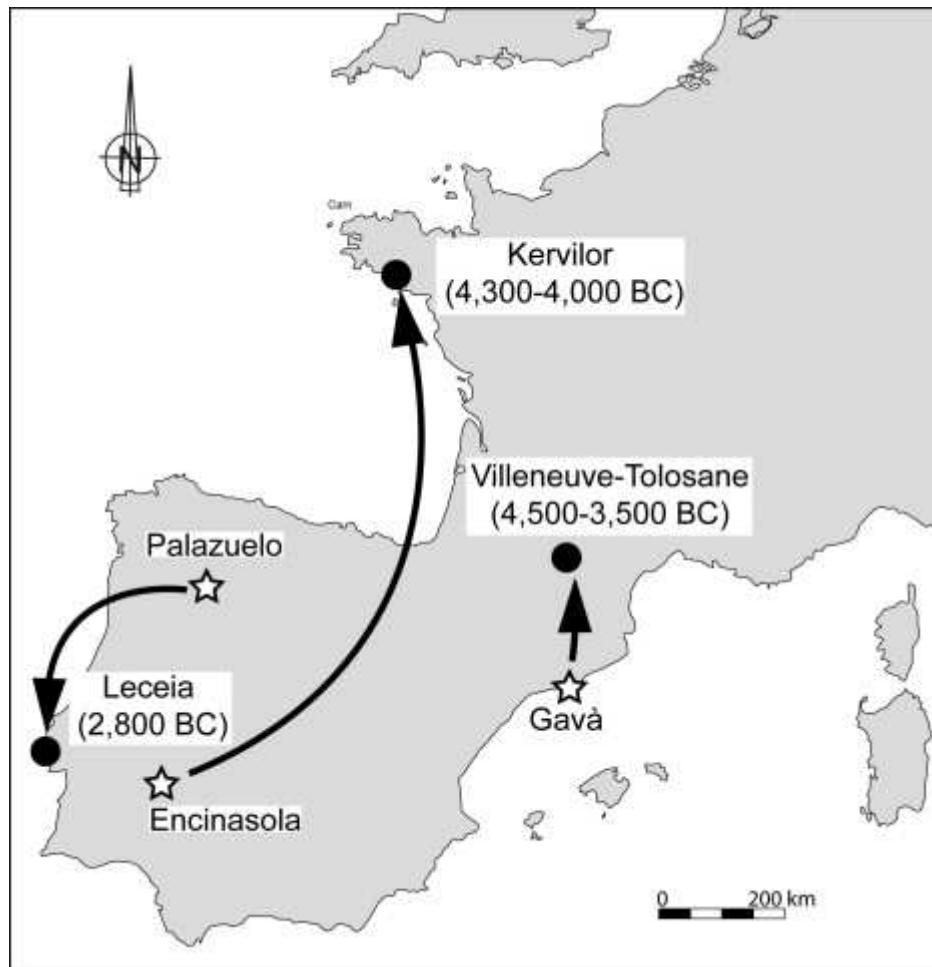 N
Kervilor
(4,300-4,000 BC)
Villeneuve-Tolosane
(4,500-3,500 BC)
Palazuelo
Leceia
(2,800 BC)
Gavà
Encinasola
0 200 km